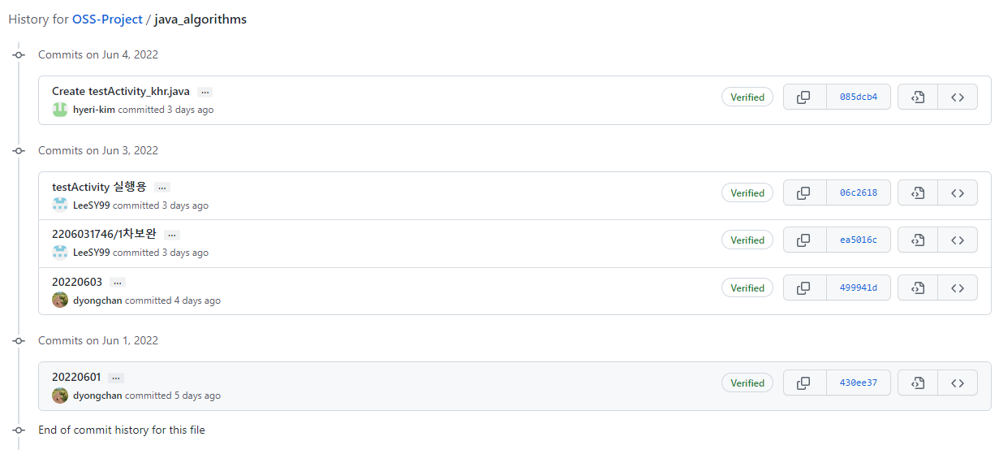 History for OSS-Project / java_algorithms
Commits on Jun 4, 2022
Create testActivity_khr.java ...
hyeri-kim committed 3 days ago
Verified
085dcb4
Commits on Jun 3, 2022
testActivity 실행용 ...
LeeSY99 committed 3 days ago
Verified
06c2618
2206031746/1차보완 ...
LeeSY99 committed 3 days ago
Verified
ea5016c
20220603 ...
dyongchan committed 4 days ago
Verified
499941d
Commits on Jun 1, 2022
20220601 ...
dyongchan committed 5 days ago
Verified
430ee37
End of commit history for this file